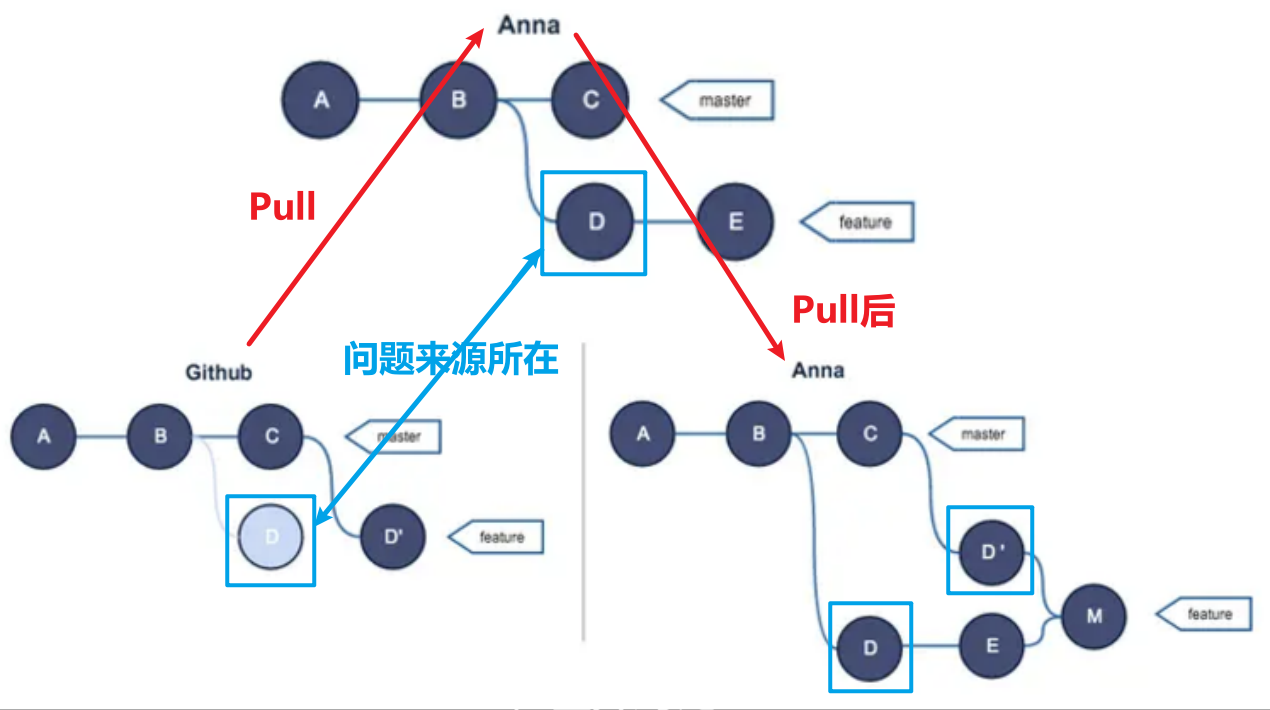 Anna
A B C master
Pull
D E feature
Pull后
问题来源所在
Github
A B C master
D D' feature
Anna
A B C master
D'
M feature
D E